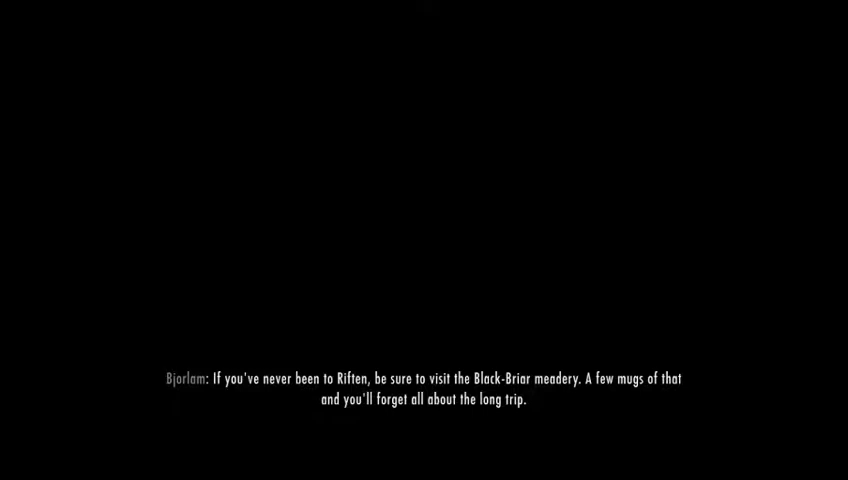 Bjorlam: If you've never been to Riften, be sure to visit the Black-Briar meadery. A few mugs of that
and you'll forget all about the long trip.